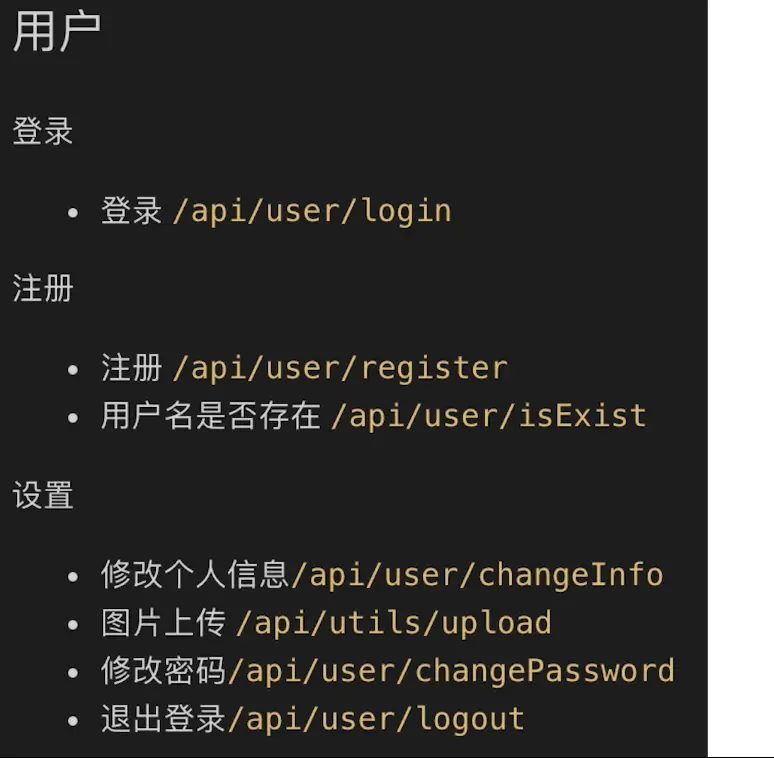 用户
登录
• 登录 /api/user/login
注册
• 注册 /api/user/register
• 用户名是否存在 /api/user/isExist
设置
• 修改个人信息/api/user/changeInfo
• 图片上传 /api/utils/upload
• 修改密码/api/user/changePassword
• 退出登录/api/user/logout